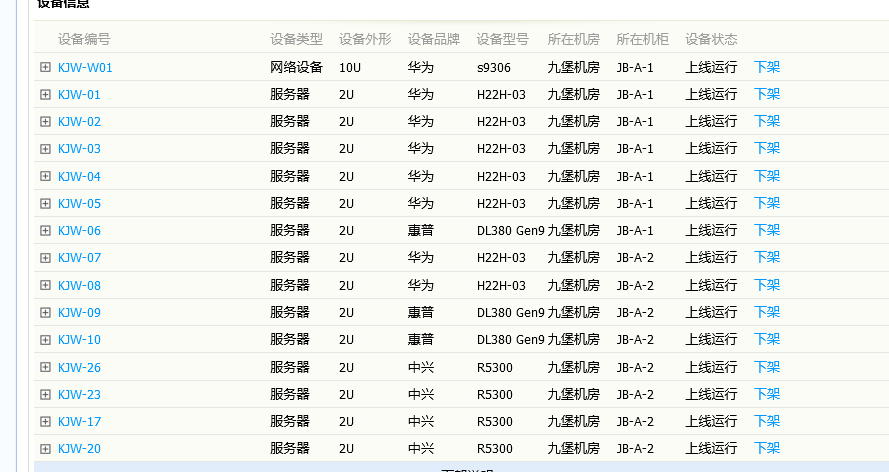 设备信息
设备编号 设备类型 设备外形 设备品牌 设备型号 所在机房 所在机柜 设备状态
KJW-W01 网络设备 10U 华为 s9306 九堡机房 JB-A-1 上线运行 下架
KJW-01 服务器 2U 华为 H22H-03 九堡机房 JB-A-1 上线运行 下架
KJW-02 服务器 2U 华为 H22H-03 九堡机房 JB-A-1 上线运行 下架
KJW-03 服务器 2U 华为 H22H-03 九堡机房 JB-A-1 上线运行 下架
KJW-04 服务器 2U 华为 H22H-03 九堡机房 JB-A-1 上线运行 下架
KJW-05 服务器 2U 华为 H22H-03 九堡机房 JB-A-1 上线运行 下架
KJW-06 服务器 2U 惠普 DL380 Gen9 九堡机房 JB-A-1 上线运行 下架
KJW-07 服务器 2U 华为 H22H-03 九堡机房 JB-A-2 上线运行 下架
KJW-08 服务器 2U 华为 H22H-03 九堡机房 JB-A-2 上线运行 下架
KJW-09 服务器 2U 惠普 DL380 Gen9 九堡机房 JB-A-2 上线运行 下架
KJW-10 服务器 2U 惠普 DL380 Gen9 九堡机房 JB-A-2 上线运行 下架
KJW-26 服务器 2U 中兴 R5300 九堡机房 JB-A-2 上线运行 下架
KJW-23 服务器 2U 中兴 R5300 九堡机房 JB-A-2 上线运行 下架
KJW-17 服务器 2U 中兴 R5300 九堡机房 JB-A-2 上线运行 下架
KJW-20 服务器 2U 中兴 R5300 九堡机房 JB-A-2 上线运行 下架